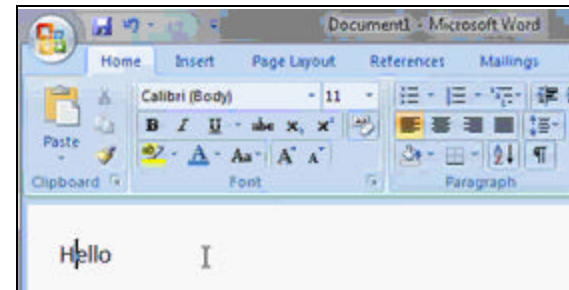 Document1 - Microsoft Word
Home Insert Page Layout References Mailings
Calibri (Body) 11
Paste B I U abc x, x²
A Aa A A
Clipboard Font Paragraph
Hello